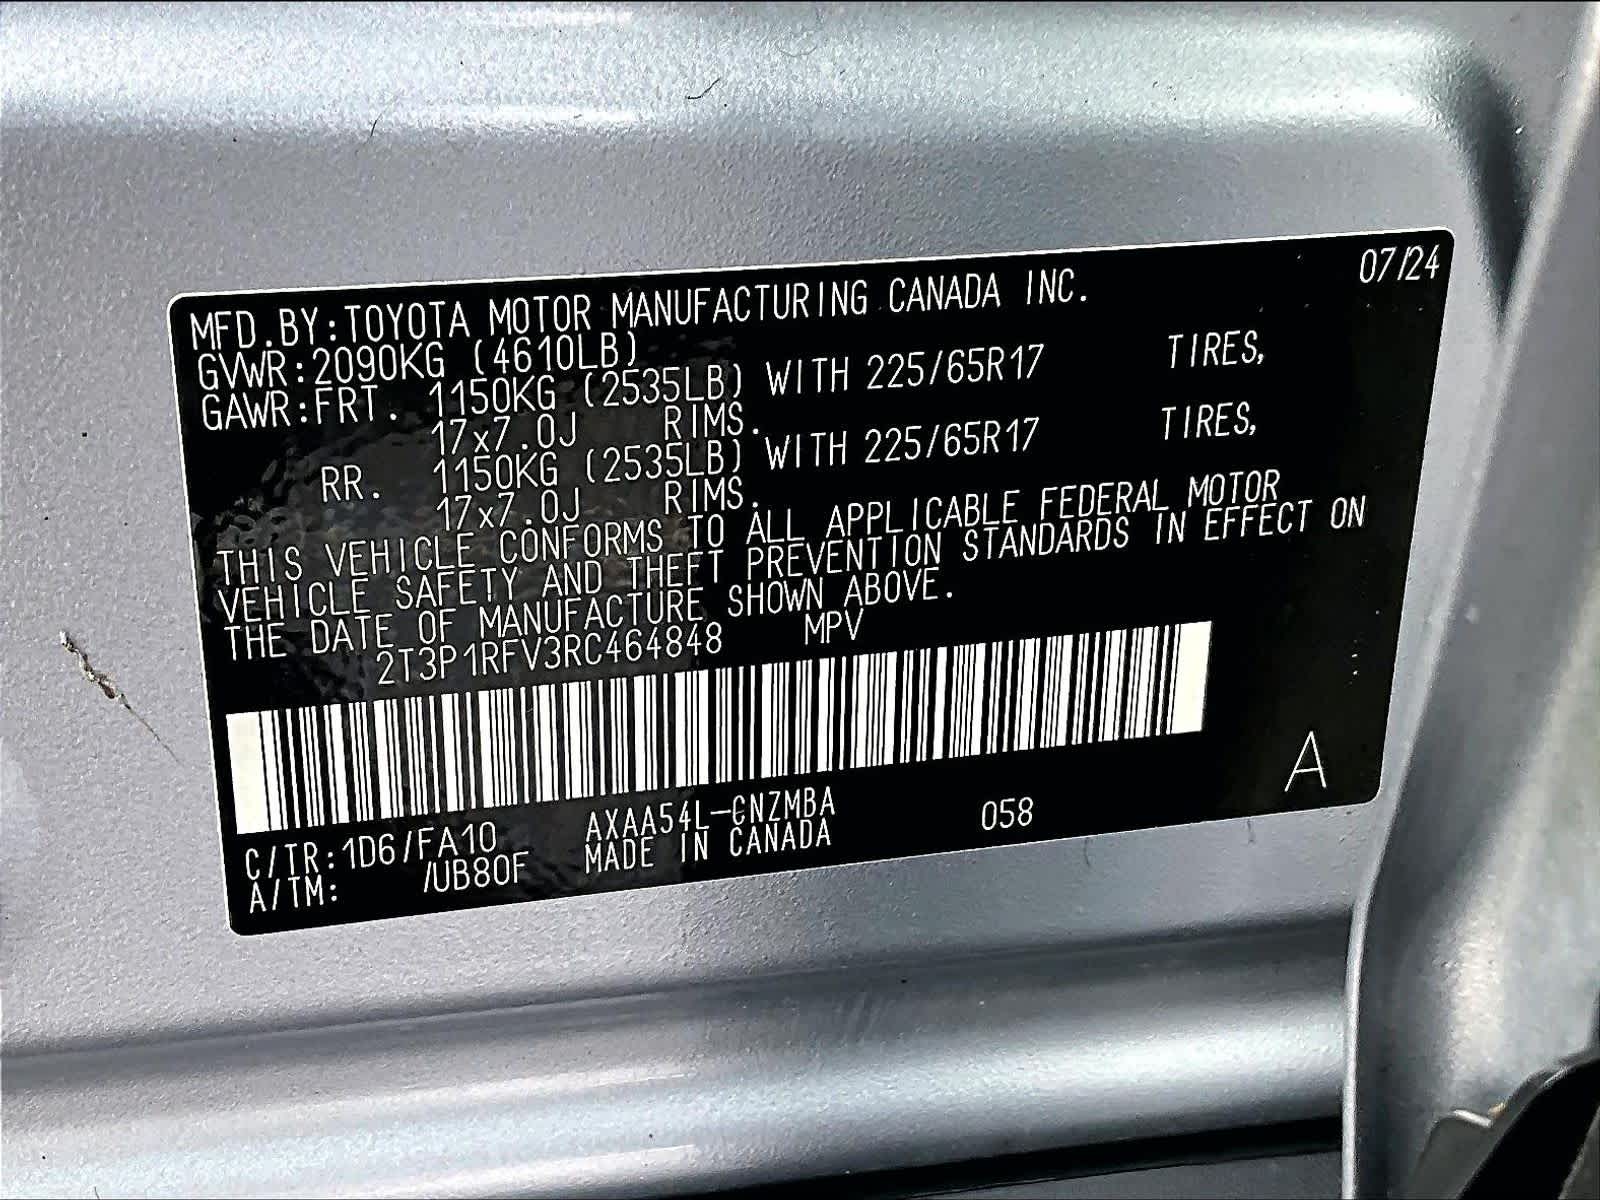 07/24
MFD.BY:TOYOTA MOTOR MANUFACTURING CANADA INC.
GVWR:2090KG (4610LB)
GAWR:FRT. 1150KG (2535LB) WITH 225/65R17 TIRES,
17x7.0J RIMS.
RR. 1150KG (2535LB) WITH 225/65R17 TIRES,
17x7.0J RIMS.
THIS VEHICLE CONFORMS TO ALL APPLICABLE FEDERAL MOTOR
VEHICLE SAFETY AND THEFT PREVENTION STANDARDS IN EFFECT ON
THE DATE OF MANUFACTURE SHOWN ABOVE.
2T3P1RFV3RC464848 MPV
C/TR:1D6/FA10 AXAA54L-CNZMBA 058 A
A/TM: /UB80F MADE IN CANADA